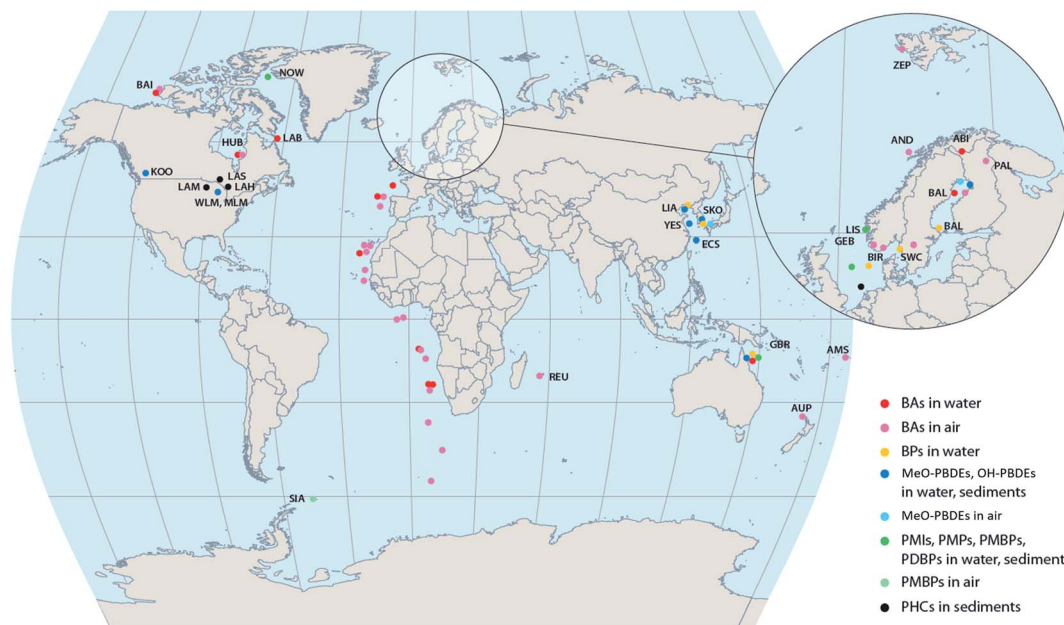 ZEP
NOW
BAI
AND
ABI
PAL
HUB
LAB
BAL
KOO
LAS
LAM
LAH
WLM, MLM
LIA
SKO
YES
ECS
LIS
GEB
BAL
BIR
SWC
GBR
AMS
REU
AUP
SIA
BAs in water
BAs in air
BPs in water
MeO-PBDEs, OH-PBDEs
in water, sediments
MeO-PBDEs in air
PMIs, PMPs, PMBPs,
PDBPs in water, sediment
PMBPs in air
PHCs in sediments